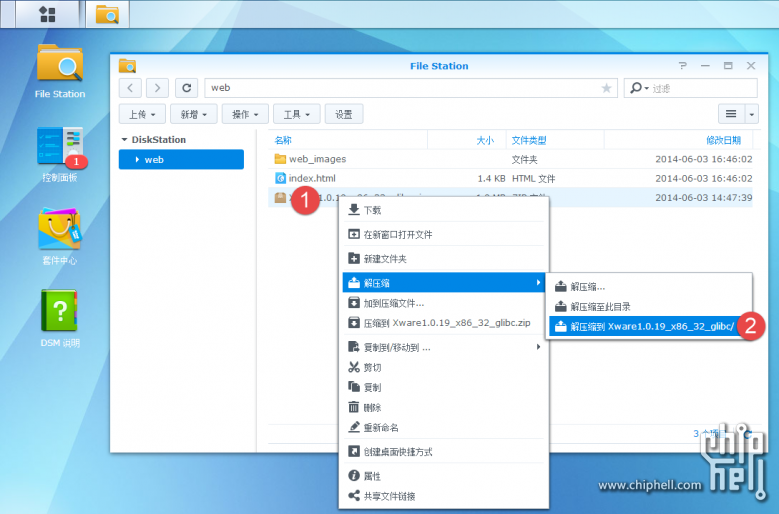 File Station
File Station
web
过滤
上传
新增
操作
工具
设置
DiskStation
web
名称
大小
文件类型
修改日期
web_images
文件夹
2014-06-03 16:46:02
index.html
1.4 KB
HTML 文件
2014-06-03 16:46:02
2014-06-03 14:47:39
1
控制面板
1
套件中心
DSM 说明
下载
在新窗口打开文件
新建文件夹
解压缩
加到压缩文件...
压缩到 Xware1.0.19_x86_32_glibc.zip
复制到/移动到 ...
剪切
复制
删除
重新命名
创建桌面快捷方式
属性
共享文件链接
解压缩...
解压缩至此目录
解压缩到 Xware1.0.19_x86_32_glibc/
2
www.chiphell.com
chip
hell